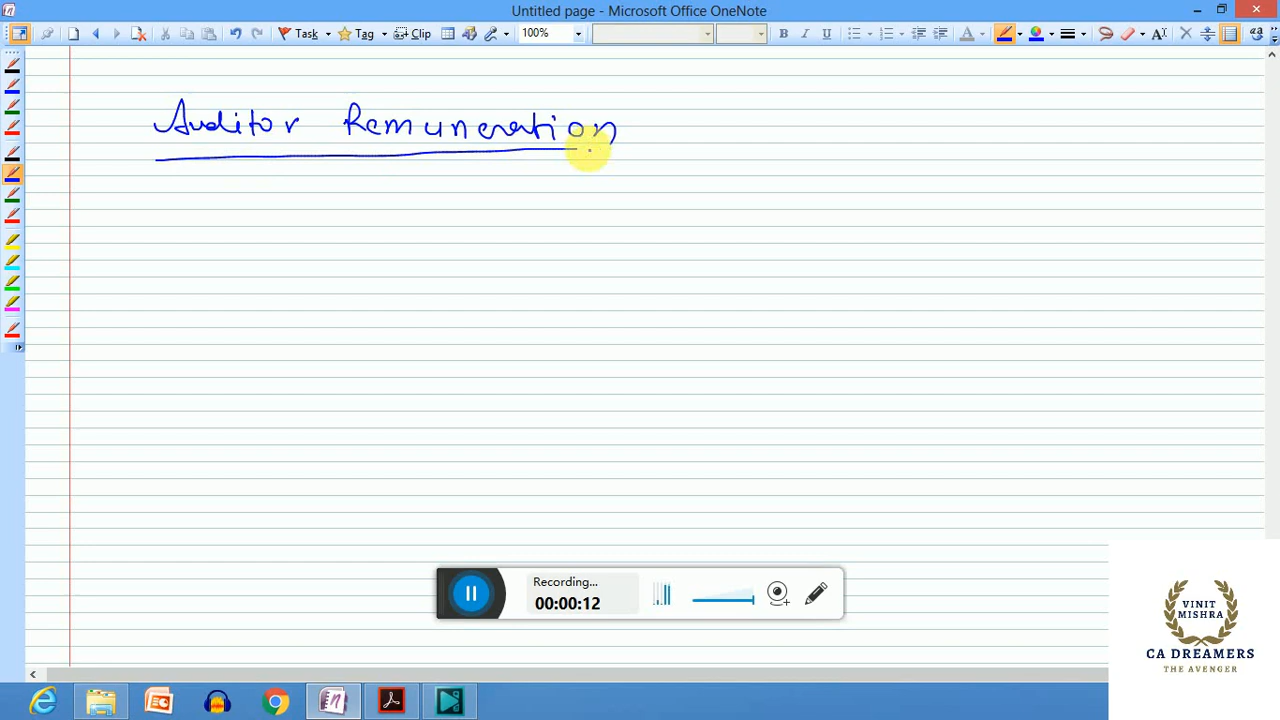 Untitled page - Microsoft Office OneNote
Task Tag Clip 100% B I U
Auditor Remuneration
Recording...
00:00:12
VINIT
MISHRA
CA DREAMERS
THE AVENGER